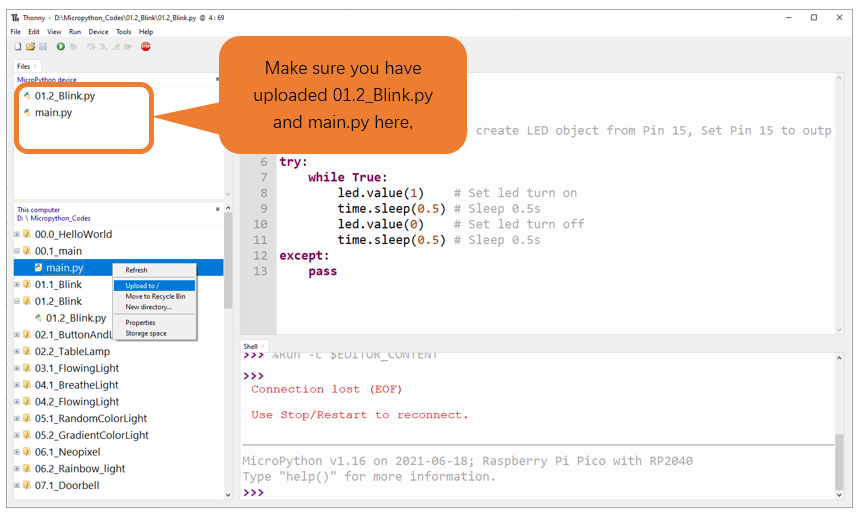 Thonny - D:\Micropython_Codes\01.2_Blink\01.2_Blink.py @ 4:69
File Edit View Run Device Tools Help
STOP
Files
MicroPython device
01.2_Blink.py
main.py
Make sure you have
uploaded 01.2_Blink.py
and main.py here,
This computer
D: \ Micropython_Codes
00.0_HelloWorld
00.1_main
main.py
01.1_Blink
01.2_Blink
01.2_Blink.py
02.1_ButtonAndL
02.2_TableLamp
03.1_FlowingLight
04.1_BreatheLight
04.2_FlowingLight
05.1_RandomColorLight
05.2_GradientColorLight
06.1_Neopixel
06.2_Rainbow_light
07.1_Doorbell
Refresh
Upload to /
Move to Recycle Bin
New directory...
Properties
Storage space
create LED object from Pin 15, Set Pin 15 to outp
6 try:
7 while True:
8 led.value(1) # Set led turn on
9 time.sleep(0.5) # Sleep 0.5s
10 led.value(0) # Set led turn off
11 time.sleep(0.5) # Sleep 0.5s
12 except:
13 pass
Shell
>>> %Run -c $EDITOR_CONTENT
>>>
Connection lost (EOF)
Use Stop/Restart to reconnect.
MicroPython v1.16 on 2021-06-18; Raspberry Pi Pico with RP2040
Type "help()" for more information.
>>>